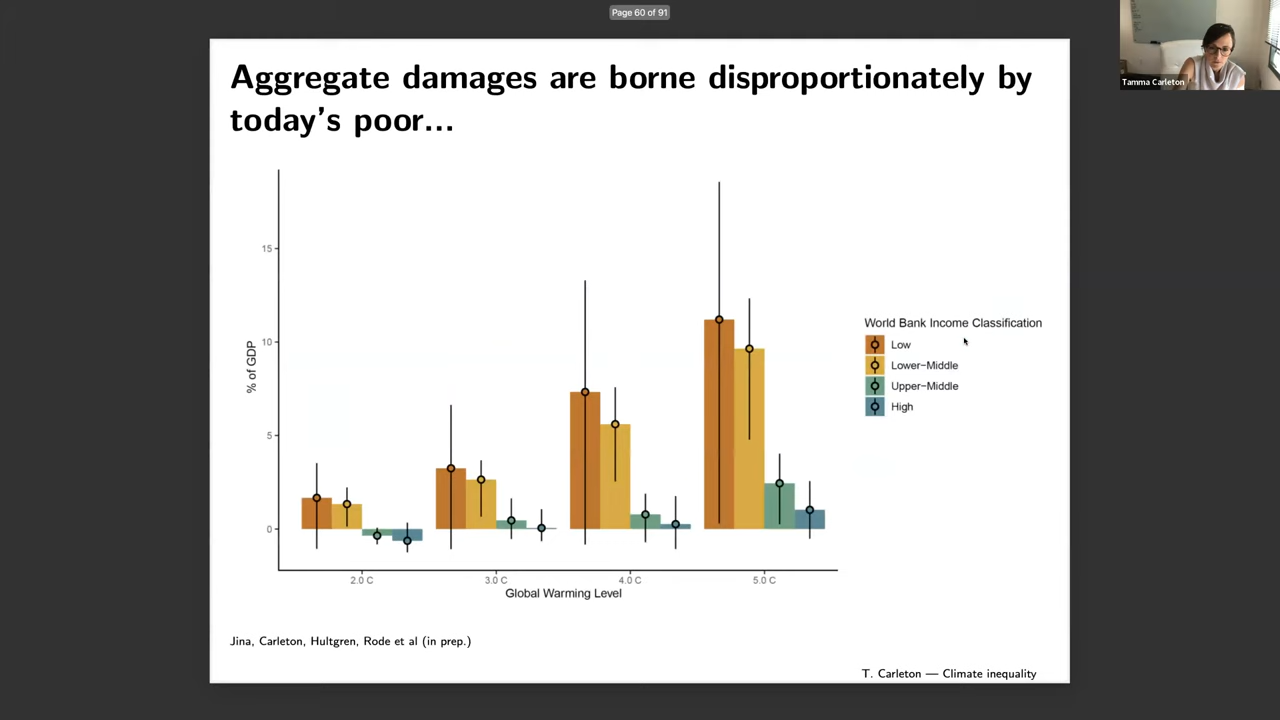 Page 60 of 91
Tamma Carleton
Aggregate damages are borne disproportionately by
today's poor...
15
10
5
0
% of GDP
2.0 C
3.0 C
4.0 C
5.0 C
Global Warming Level
World Bank Income Classification
Low
Lower−Middle
Upper−Middle
High
Jina, Carleton, Hultgren, Rode et al (in prep.)
T. Carleton — Climate inequality